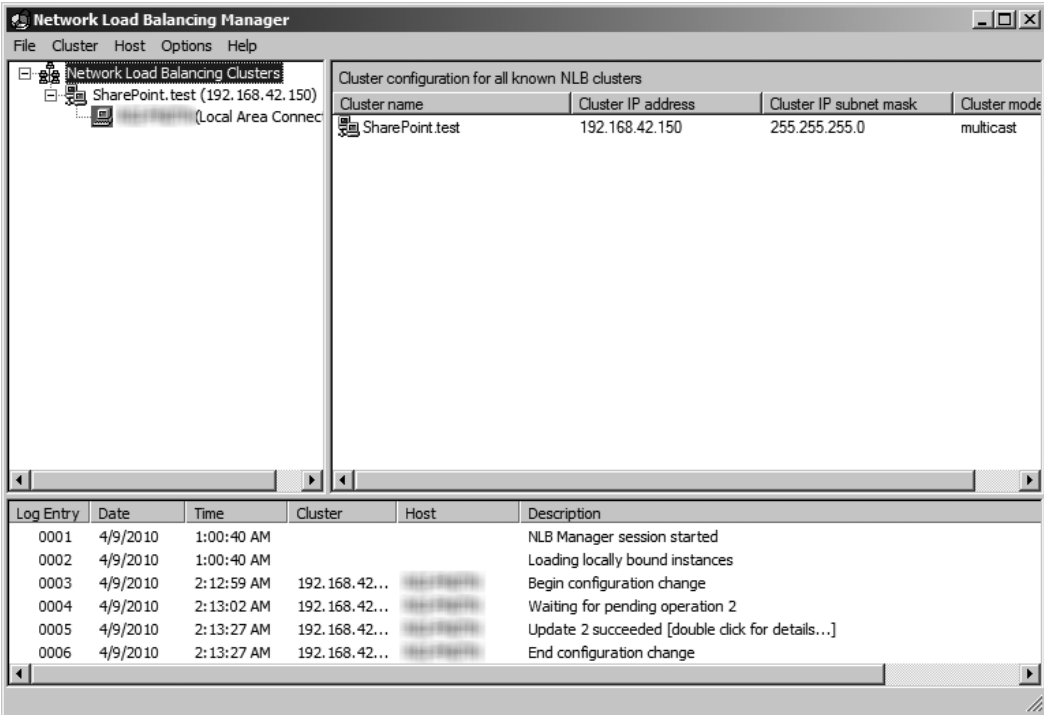 Network Load Balancing Manager
File Cluster Host Options Help
Network Load Balancing Clusters
SharePoint.test (192.168.42.150)
(Local Area Connec
Cluster configuration for all known NLB clusters
Cluster name Cluster IP address Cluster IP subnet mask Cluster mode
SharePoint.test 192.168.42.150 255.255.255.0 multicast
Log Entry Date Time Cluster Host Description
0001 4/9/2010 1:00:40 AM NLB Manager session started
0002 4/9/2010 1:00:40 AM Loading locally bound instances
0003 4/9/2010 2:12:59 AM 192.168.42... Begin configuration change
0004 4/9/2010 2:13:02 AM 192.168.42... Waiting for pending operation 2
0005 4/9/2010 2:13:27 AM 192.168.42... Update 2 succeeded [double click for details...]
0006 4/9/2010 2:13:27 AM 192.168.42... End configuration change